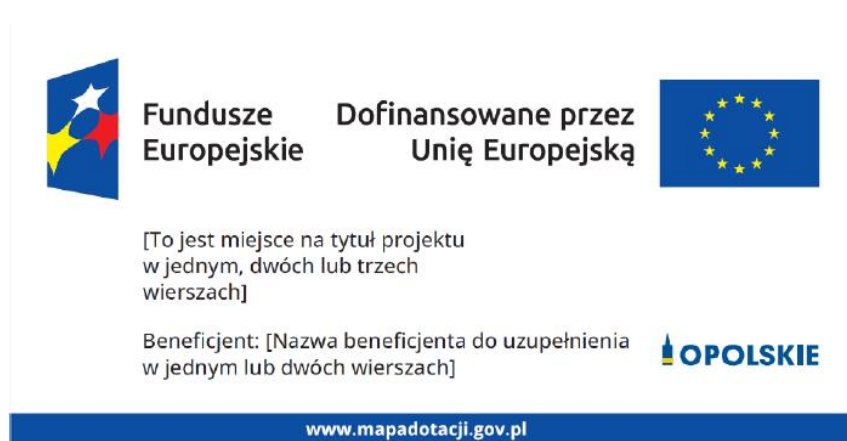 Fundusze
Europejskie
Dofinansowane przez
Unię Europejską
[To jest miejsce na tytuł projektu
w jednym, dwóch lub trzech
wierszach]
Beneficjent: [Nazwa beneficjenta do uzupełnienia
w jednym lub dwóch wierszach]
OPOLSKIE
www.mapadotacji.gov.pl